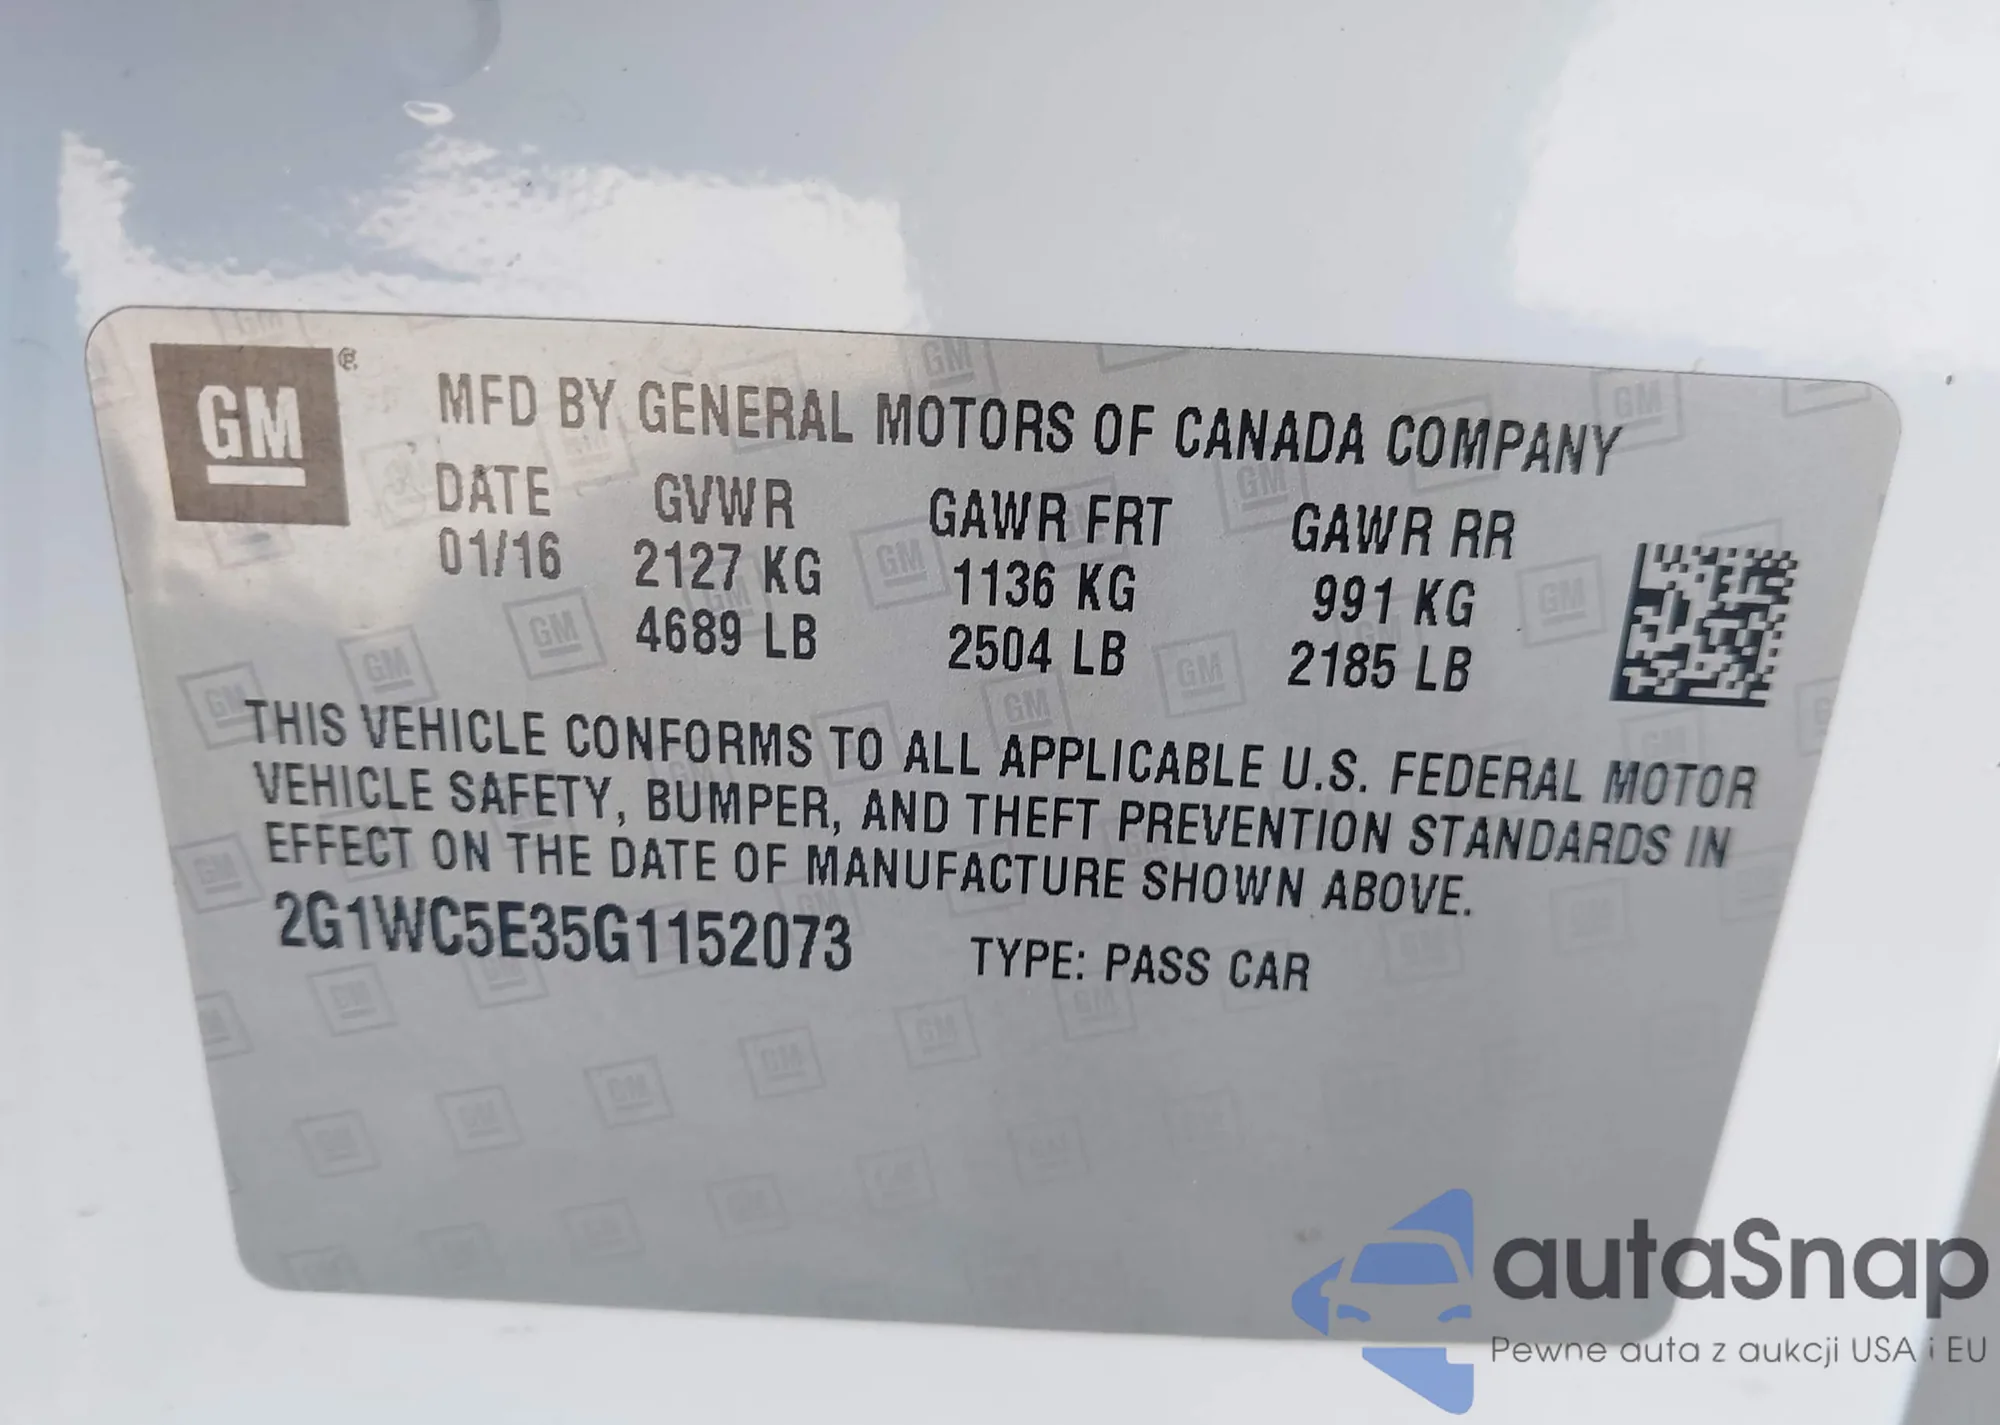 GM ®
MFD BY GENERAL MOTORS OF CANADA COMPANY
DATE GVWR GAWR FRT GAWR RR
01/16 2127 KG 1136 KG 991 KG
4689 LB 2504 LB 2185 LB
THIS VEHICLE CONFORMS TO ALL APPLICABLE U.S. FEDERAL MOTOR
VEHICLE SAFETY, BUMPER, AND THEFT PREVENTION STANDARDS IN
EFFECT ON THE DATE OF MANUFACTURE SHOWN ABOVE.
2G1WC5E35G1152073 TYPE: PASS CAR
autaSnap
Pewne auta z aukcji USA i EU